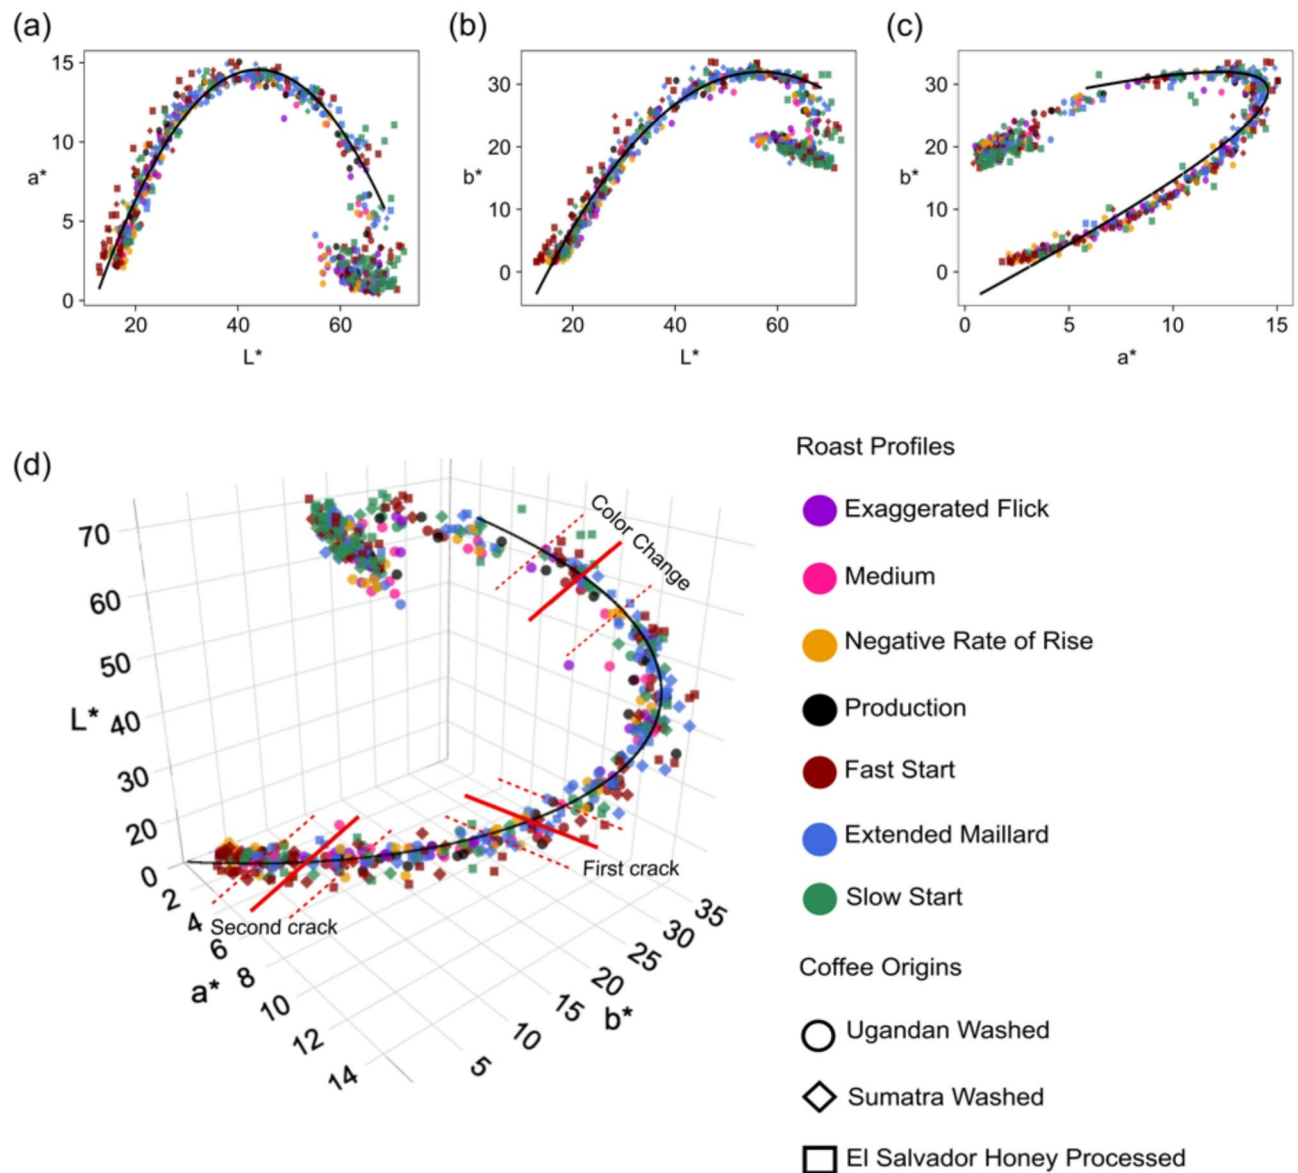 (a)
(b)
(c)
15
10
5
0
a*
20
40
60
L*
30
20
10
0
b*
20
40
60
L*
30
20
10
0
b*
0
5
10
15
a*
(d)
70
60
50
40
30
20
0
L*
2
4
6
8
10
12
14
a*
5
10
15
20
25
30
35
b*
Color Change
First crack
Second crack
Roast Profiles
Exaggerated Flick
Medium
Negative Rate of Rise
Production
Fast Start
Extended Maillard
Slow Start
Coffee Origins
Ugandan Washed
Sumatra Washed
El Salvador Honey Processed